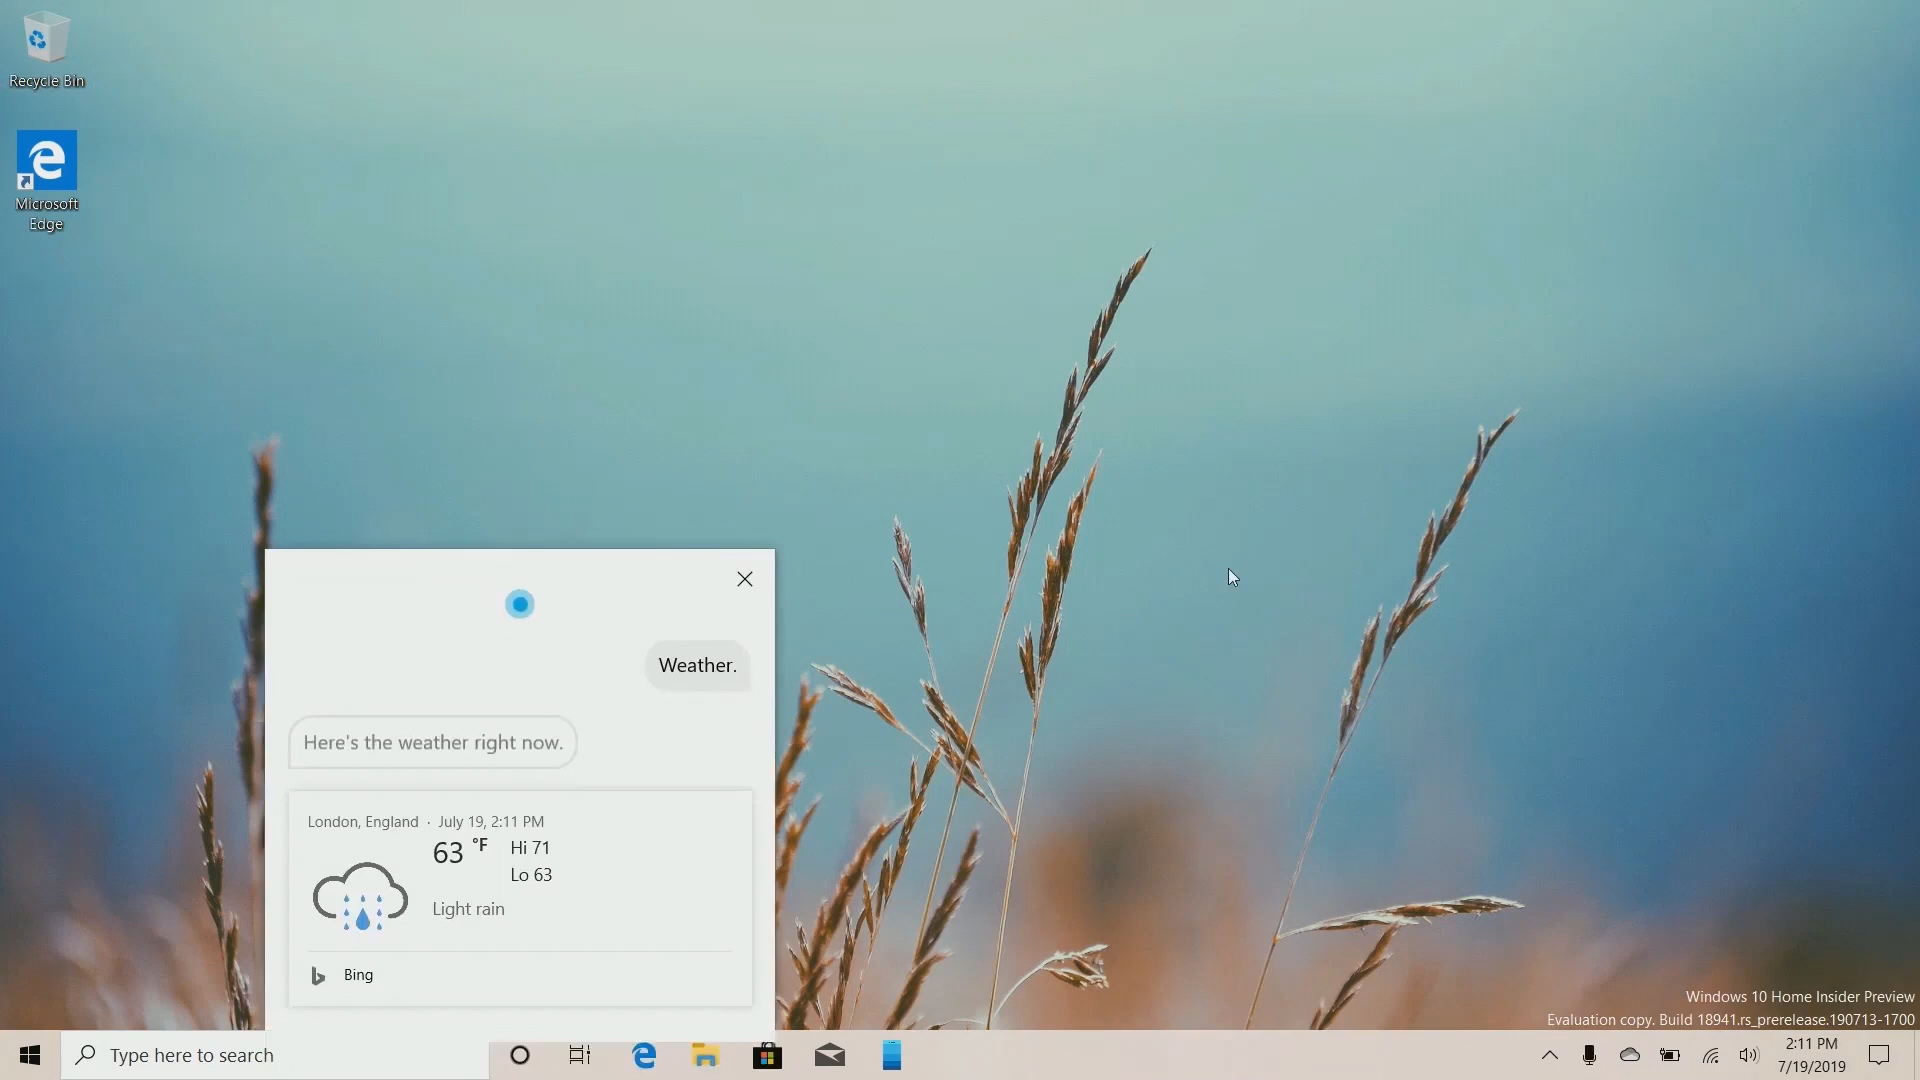 Recycle Bin
Microsoft
Edge
Weather.
Here's the weather right now.
London, England · July 19, 2:11 PM
63 °F
Hi 71
Lo 63
Light rain
Bing
Windows 10 Home Insider Preview
Evaluation copy. Build 18941.rs_prerelease.190713-1700
Type here to search
2:11 PM
7/19/2019